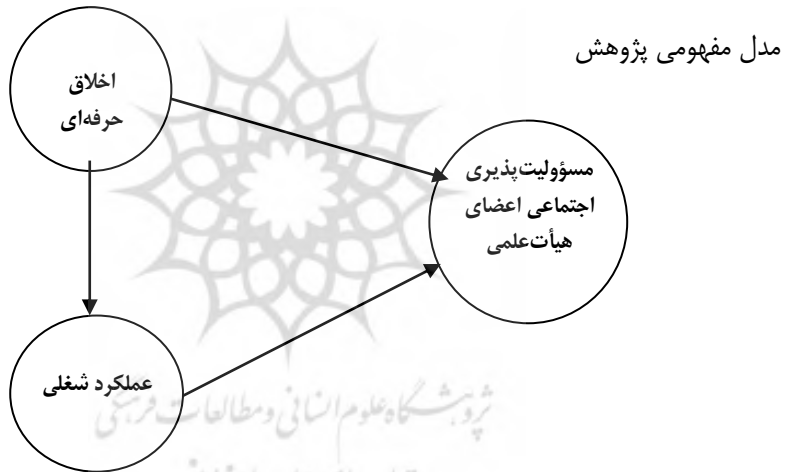 مدل مفهومی پژوهش
اخلاق
حرفه‌ای
مسؤولیت‌پذیری
اجتماعی اعضای
هیأت‌علمی
عملکرد شغلی
پژوهشگاه علوم انسانی و مطالعات فرهنگی